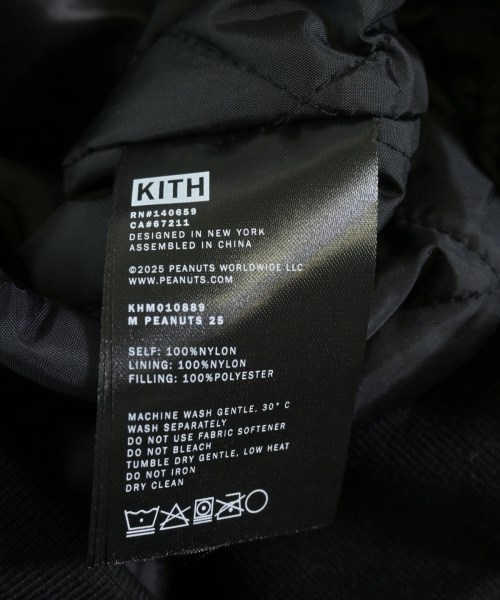 KITH
RN#140659
CA#67211
DESIGNED IN NEW YORK
ASSEMBLED IN CHINA
©2025 PEANUTS WORLDWIDE LLC
WWW.PEANUTS.COM
KHM010889
M PEANUTS 25
SELF: 100%NYLON
LINING: 100%NYLON
FILLING: 100%POLYESTER
MACHINE WASH GENTLE, 30° C
WASH SEPARATELY
DO NOT USE FABRIC SOFTENER
DO NOT BLEACH
TUMBLE DRY GENTLE, LOW HEAT
DO NOT IRON
DRY CLEAN